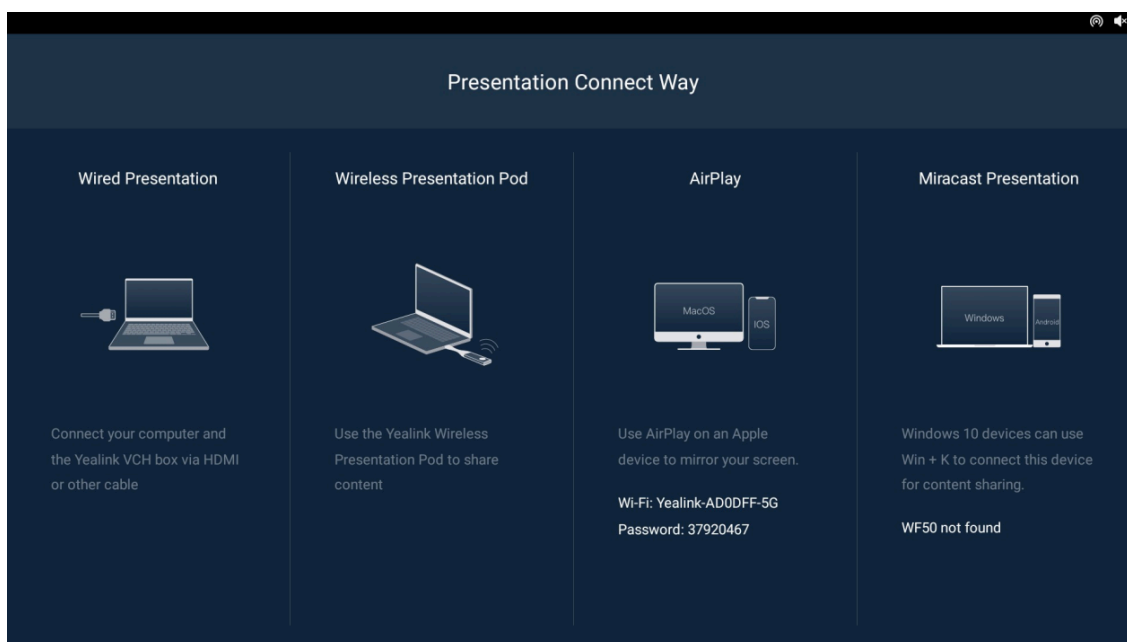 Presentation Connect Way
Wired Presentation
Connect your computer and
the Yealink VCH box via HDMI
or other cable
Wireless Presentation Pod
Use the Yealink Wireless
Presentation Pod to share
content
AirPlay
MacOS
IOS
Use AirPlay on an Apple
device to mirror your screen.
Wi-Fi: Yealink-AD0DFF-5G
Password: 37920467
Miracast Presentation
Windows
Android
Windows 10 devices can use
Win + K to connect this device
for content sharing.
WF50 not found